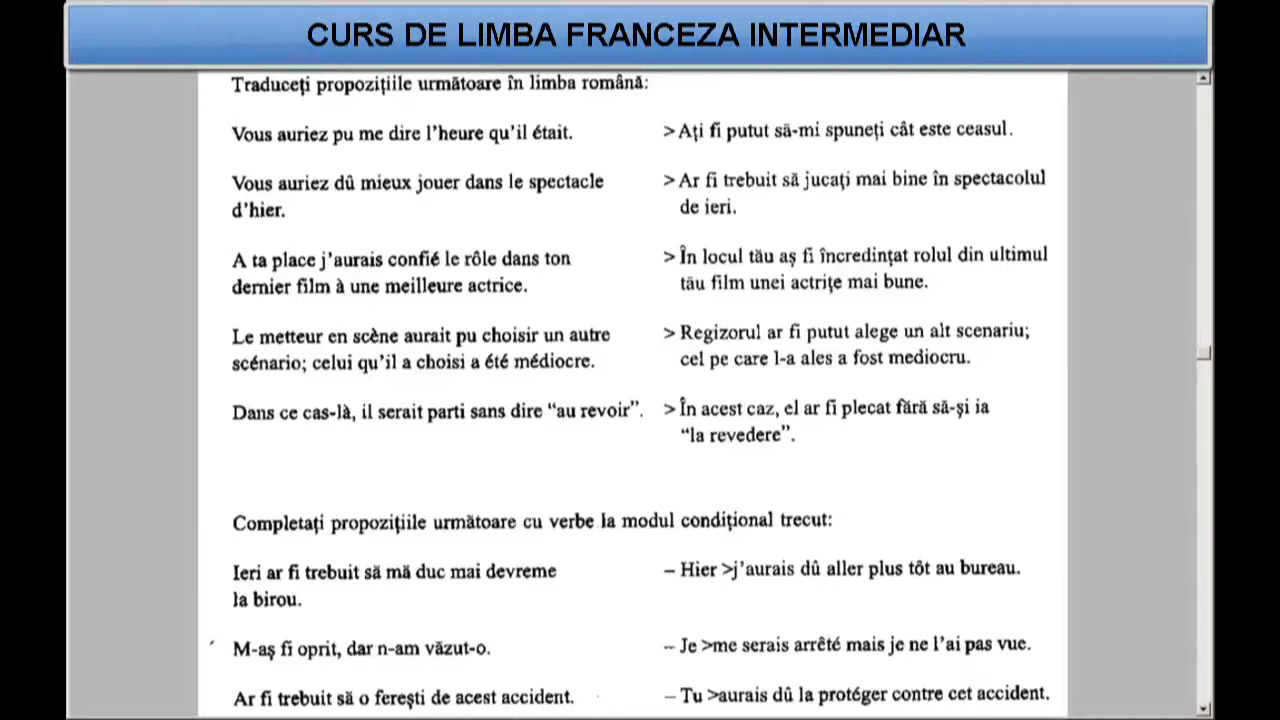 CURS DE LIMBA FRANCEZA INTERMEDIAR
Traduceți propozițiile următoare în limba română:
Vous auriez pu me dire l'heure qu'il était.
> Ați fi putut să-mi spuneți cât este ceasul.
Vous auriez dû mieux jouer dans le spectacle
d'hier.
> Ar fi trebuit să jucați mai bine în spectacolul
de ieri.
A ta place j'aurais confié le rôle dans ton
dernier film à une meilleure actrice.
> În locul tău aș fi încredințat rolul din ultimul
tău film unei actrițe mai bune.
Le metteur en scène aurait pu choisir un autre
scénario; celui qu'il a choisi a été médiocre.
> Regizorul ar fi putut alege un alt scenariu;
cel pe care l-a ales a fost mediocru.
Dans ce cas-là, il serait parti sans dire “au revoir”.
> În acest caz, el ar fi plecat fără să-și ia
“la revedere”.
Completați propozițiile următoare cu verbe la modul condițional trecut:
Ieri ar fi trebuit să mă duc mai devreme
la birou.
– Hier >j'aurais dû aller plus tôt au bureau.
M-aș fi oprit, dar n-am văzut-o.
– Je >me serais arrêté mais je ne l'ai pas vue.
Ar fi trebuit să o ferești de acest accident.
– Tu >aurais dû la protéger contre cet accident.